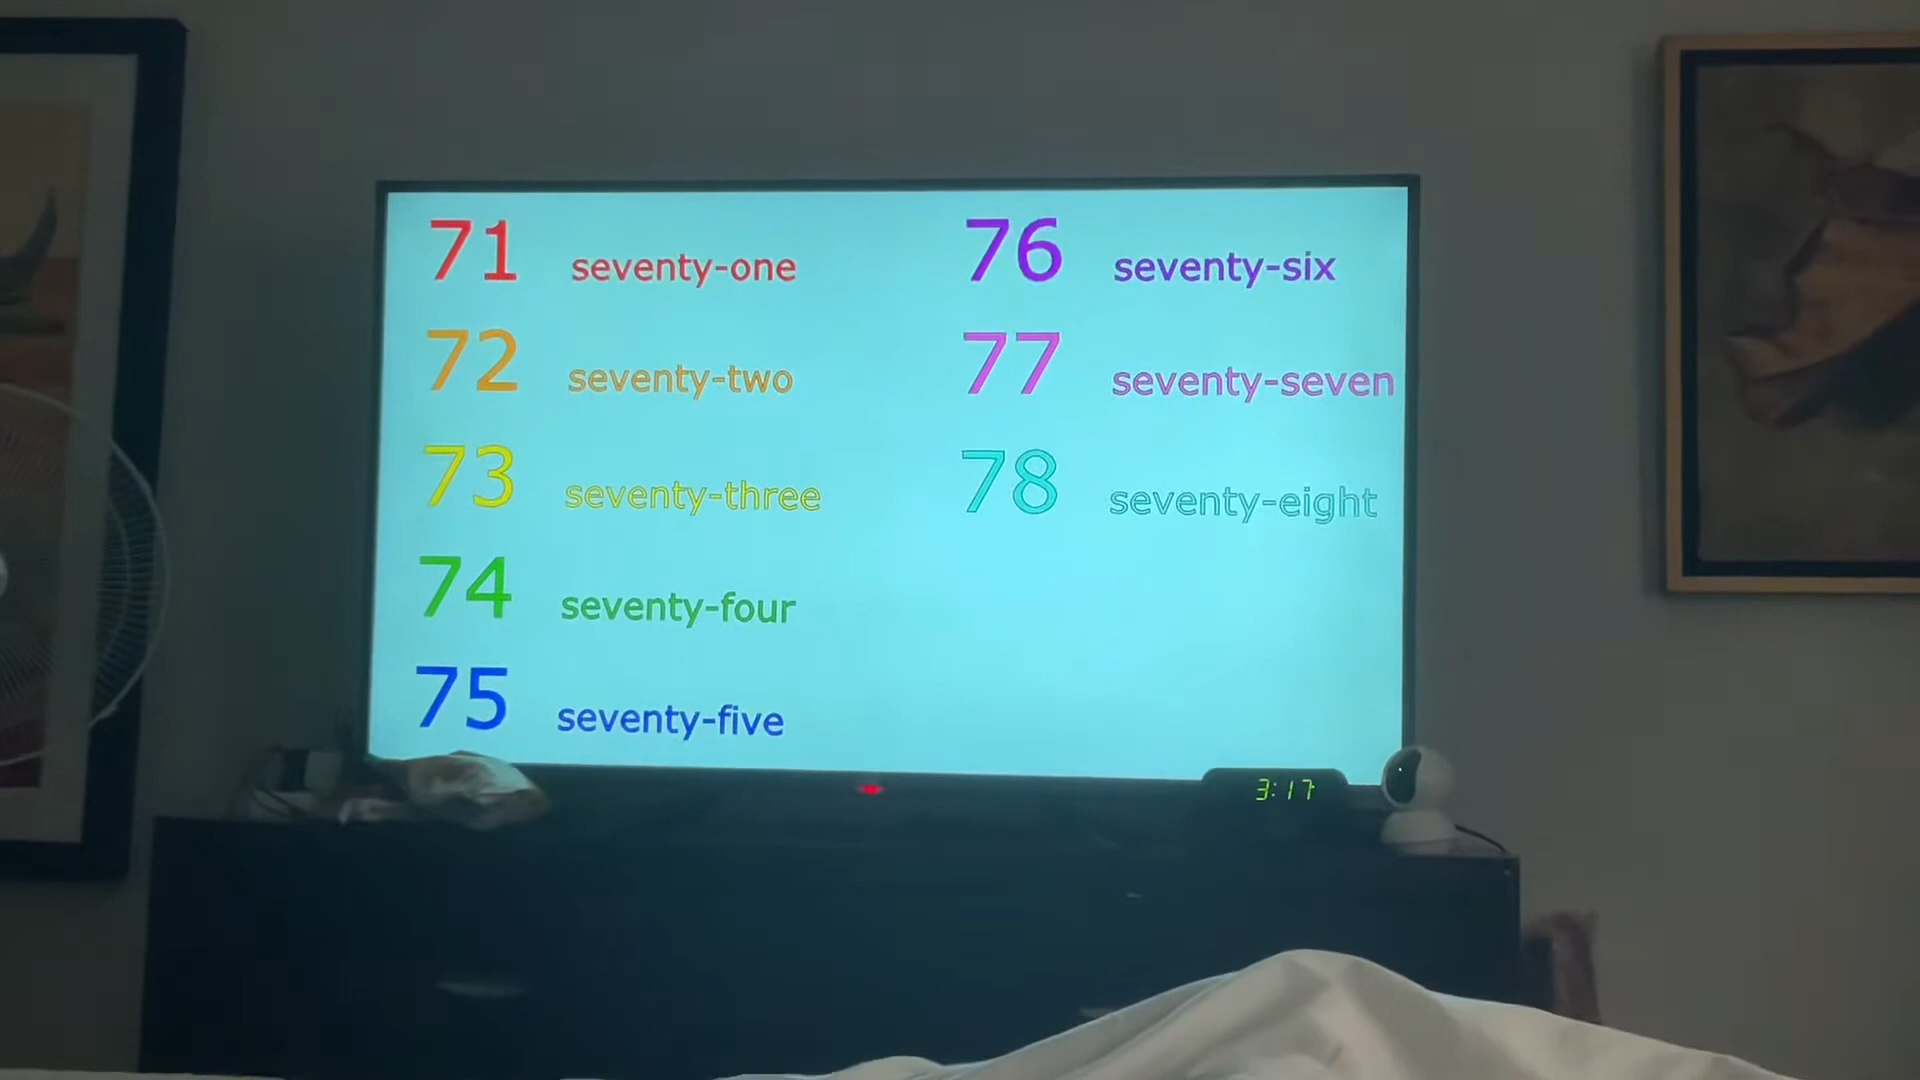 71 seventy-one
72 seventy-two
73 seventy-three
74 seventy-four
75 seventy-five
76 seventy-six
77 seventy-seven
78 seventy-eight
3:17